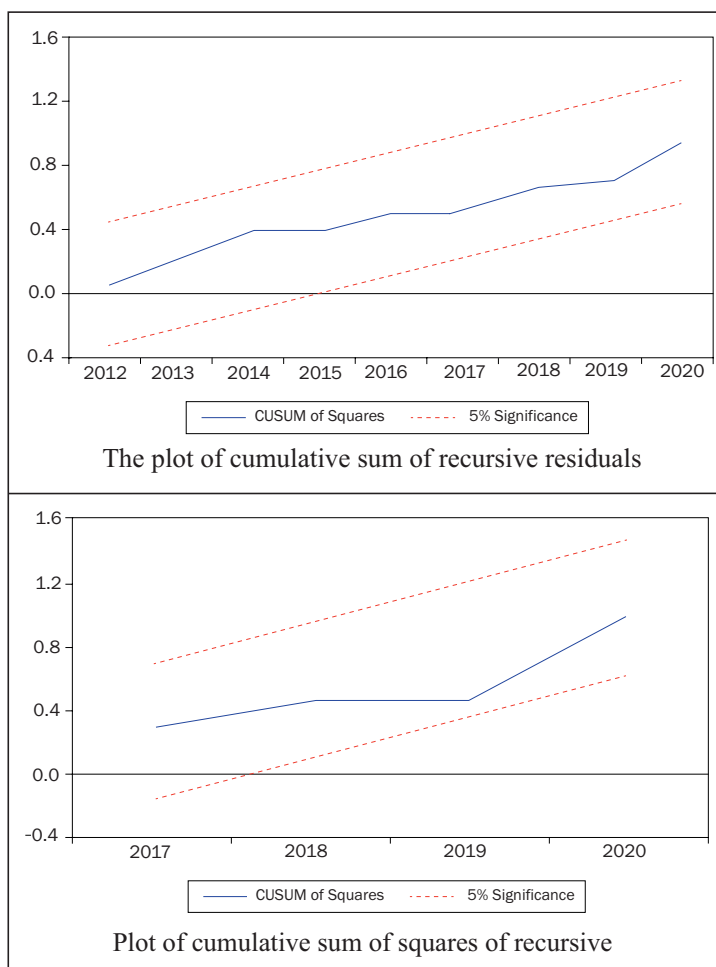 1.6
1.2
0.8
0.4
0.0
0.4
2012 2013 2014 2015 2016 2017 2018 2019 2020
CUSUM of Squares 5% Significance
The plot of cumulative sum of recursive residuals
1.6
1.2
0.8
0.4
0.0
-0.4
2017 2018 2019 2020
CUSUM of Squares 5% Significance
Plot of cumulative sum of squares of recursive